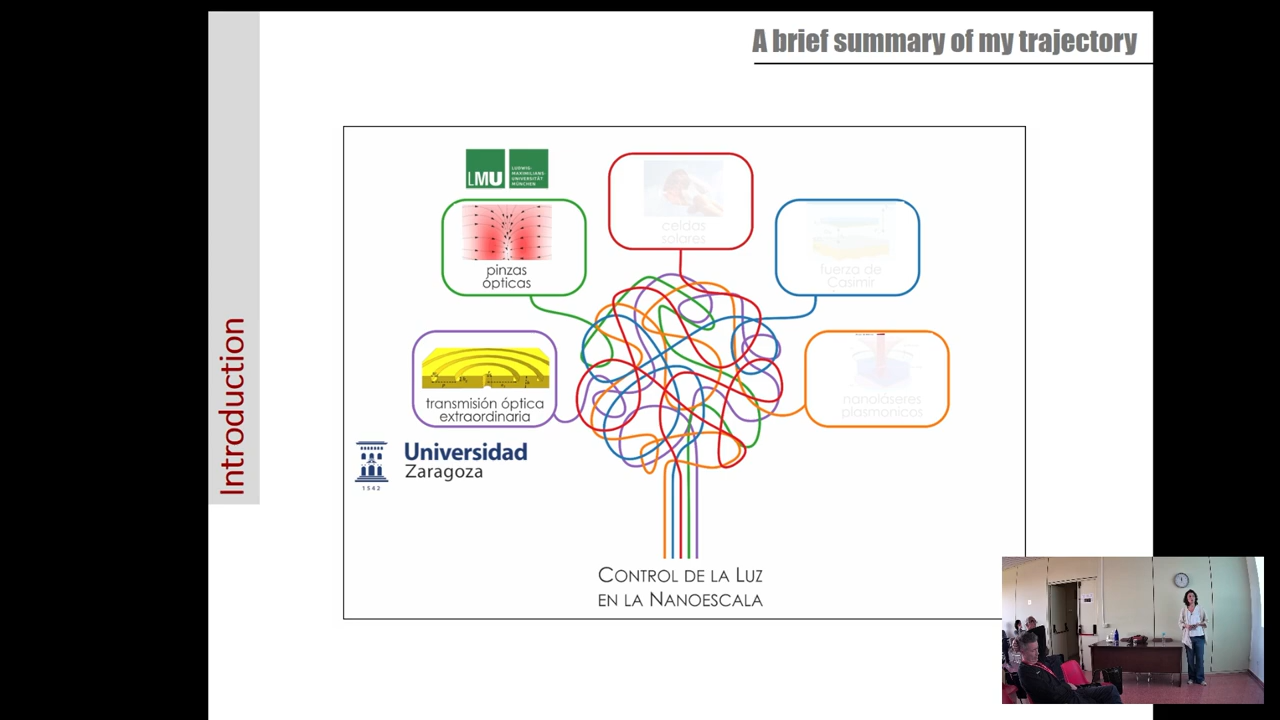 A brief summary of my trajectory
Introduction
LMU
LUDWIG-
MAXIMILIANS-
UNIVERSITÄT
MÜNCHEN
celdas
solares
pinzas
ópticas
fuerza de
Casimir
transmisión óptica
extraordinaria
nanoláseres
plasmonicos
Universidad
Zaragoza
1542
CONTROL DE LA LUZ
EN LA NANOESCALA